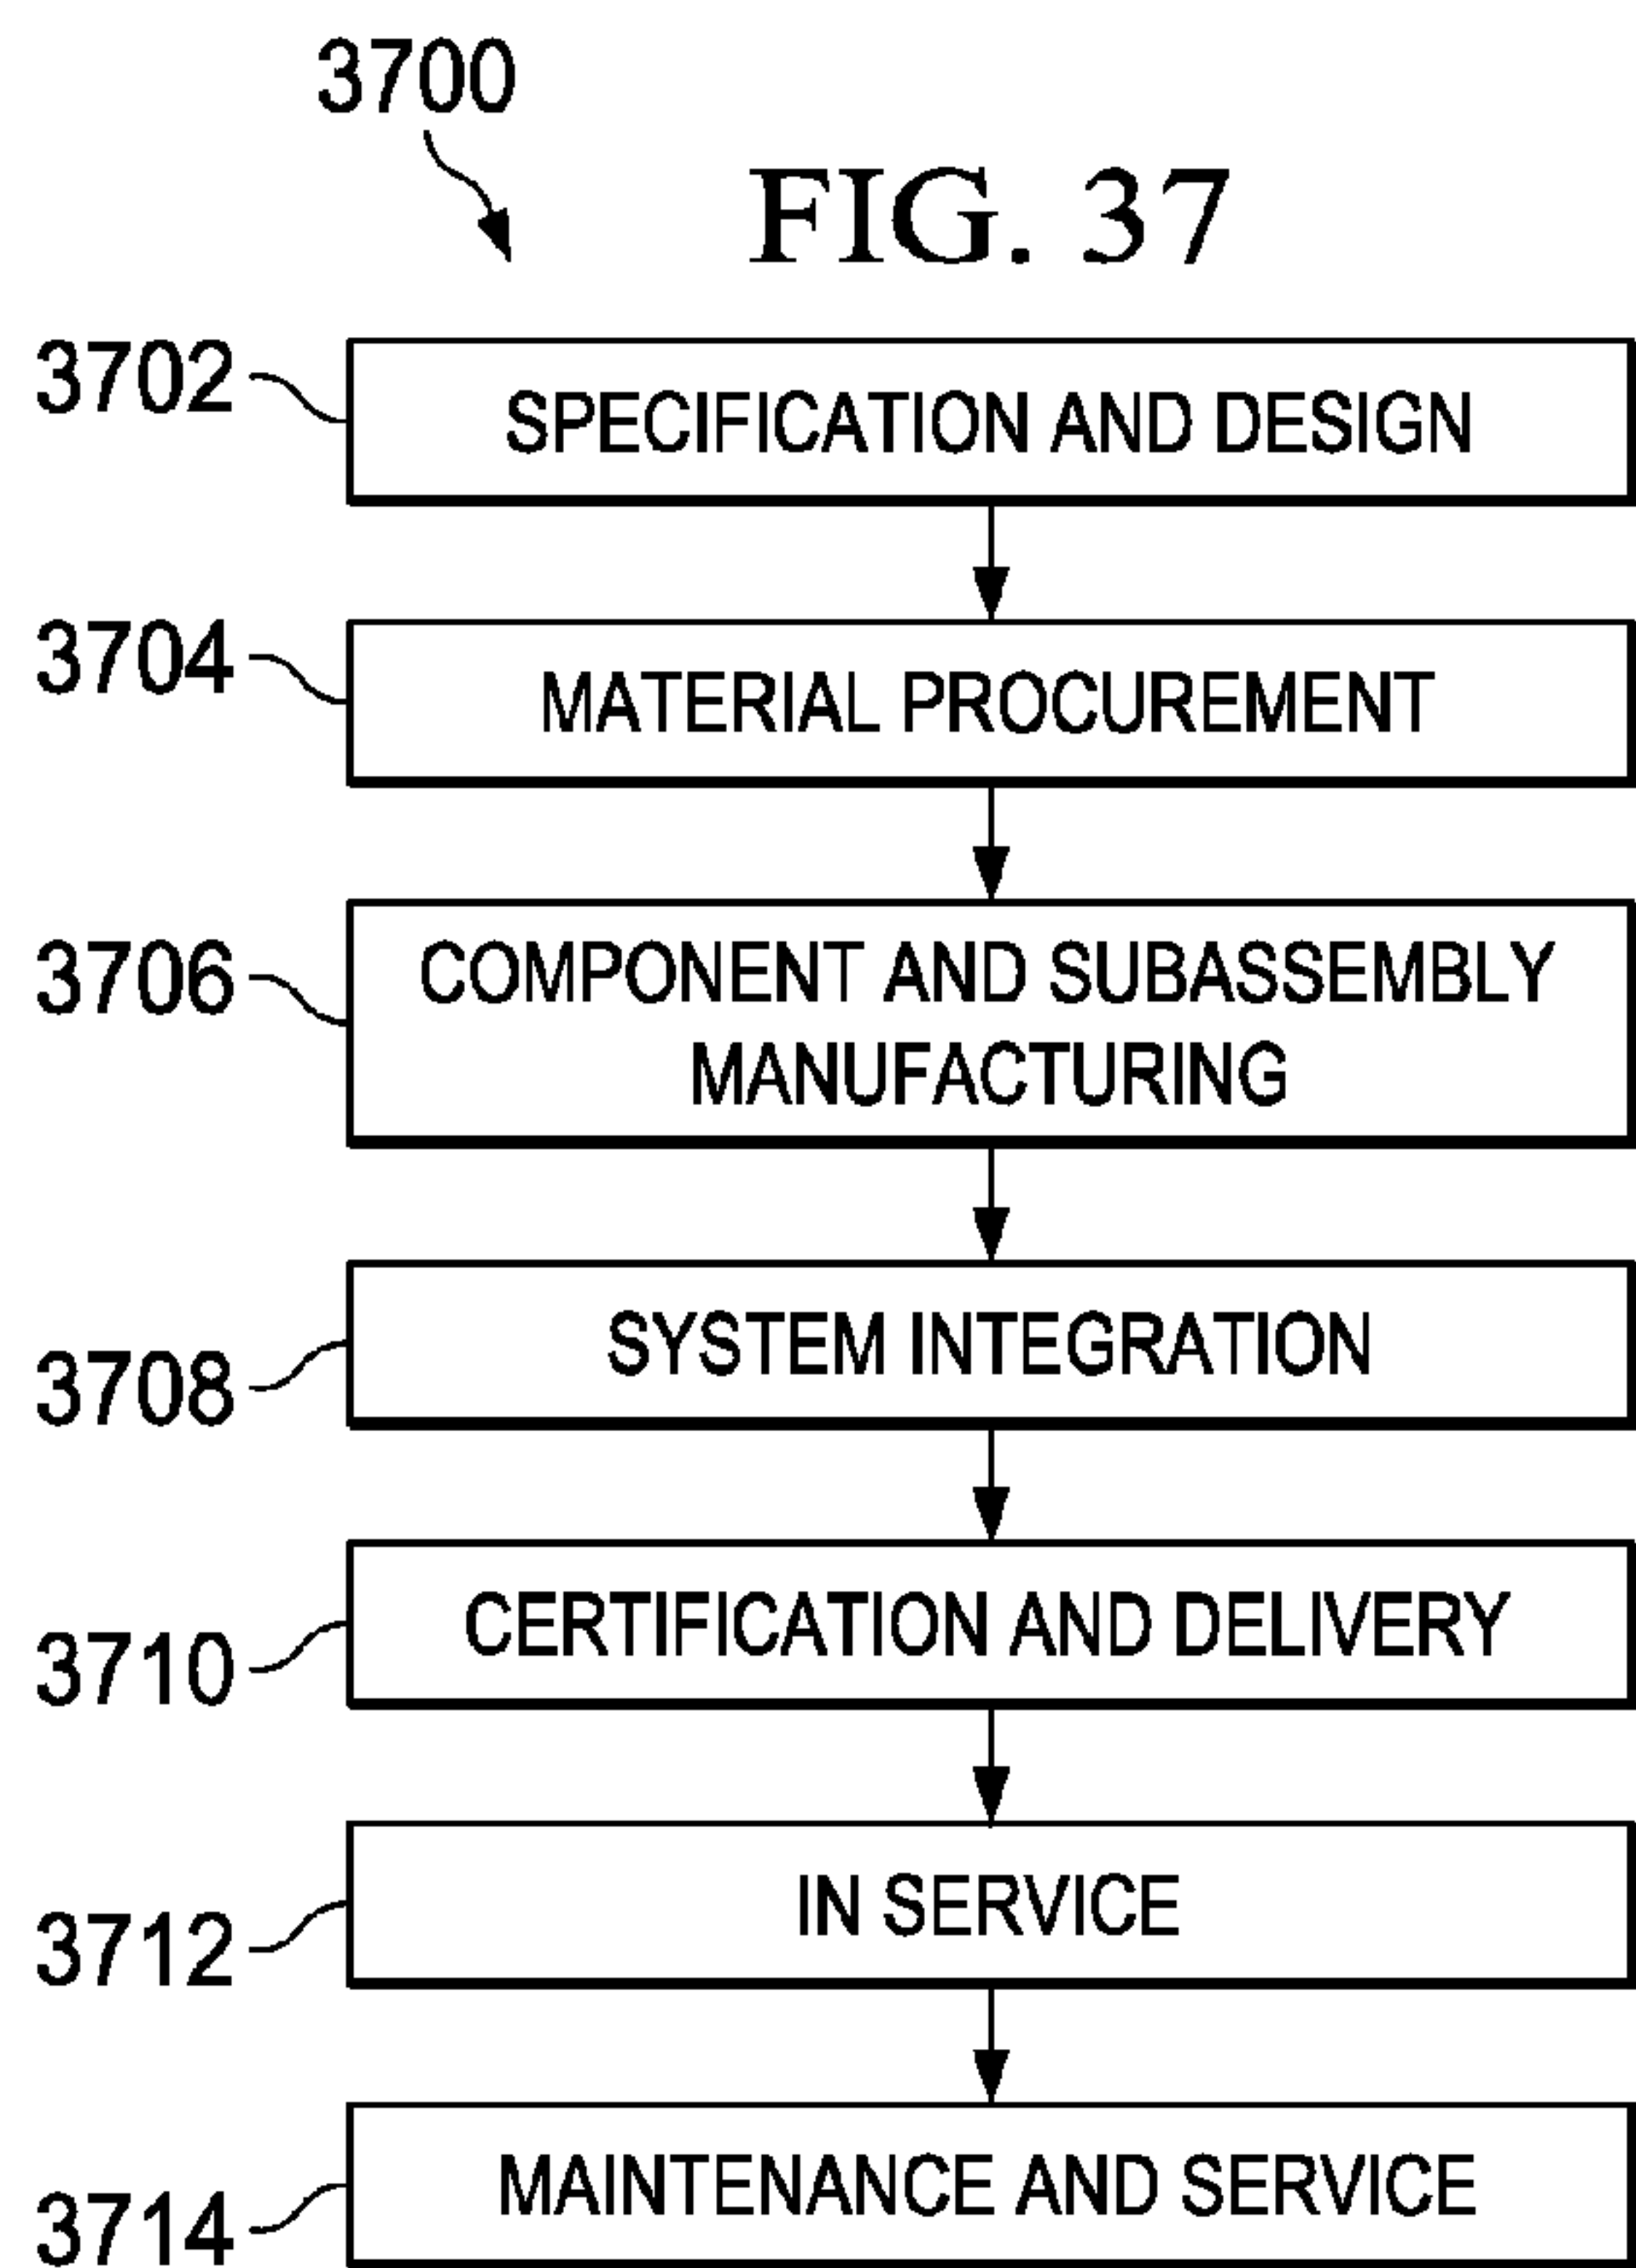 3700
FIG. 37
3702
SPECIFICATION AND DESIGN
3704
MATERIAL PROCUREMENT
3706
COMPONENT AND SUBASSEMBLY
MANUFACTURING
3708
SYSTEM INTEGRATION
3710
CERTIFICATION AND DELIVERY
3712
IN SERVICE
3714
MAINTENANCE AND SERVICE